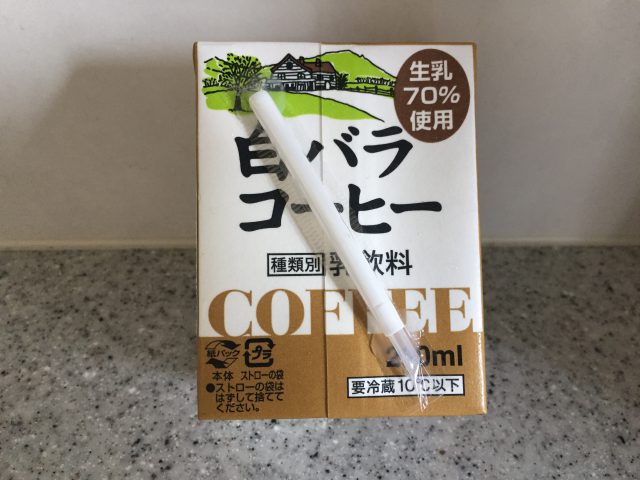 生乳
70%
使用
白バラ
コーヒー
種類別 乳飲料
COFFEE
ml
紙パック プラ
本体 ストローの袋
要冷蔵10℃以下
●ストローの袋は
はずして捨てて
ください。